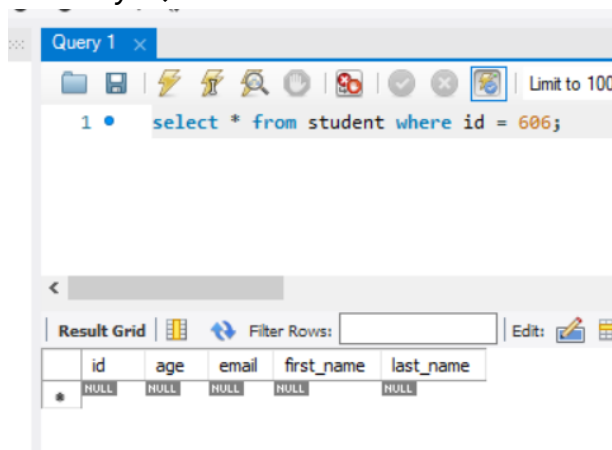 Query 1
Limit to 100
1 select * from student where id = 606;
Result Grid Filter Rows: Edit:
id age email first_name last_name
NULL NULL NULL NULL NULL